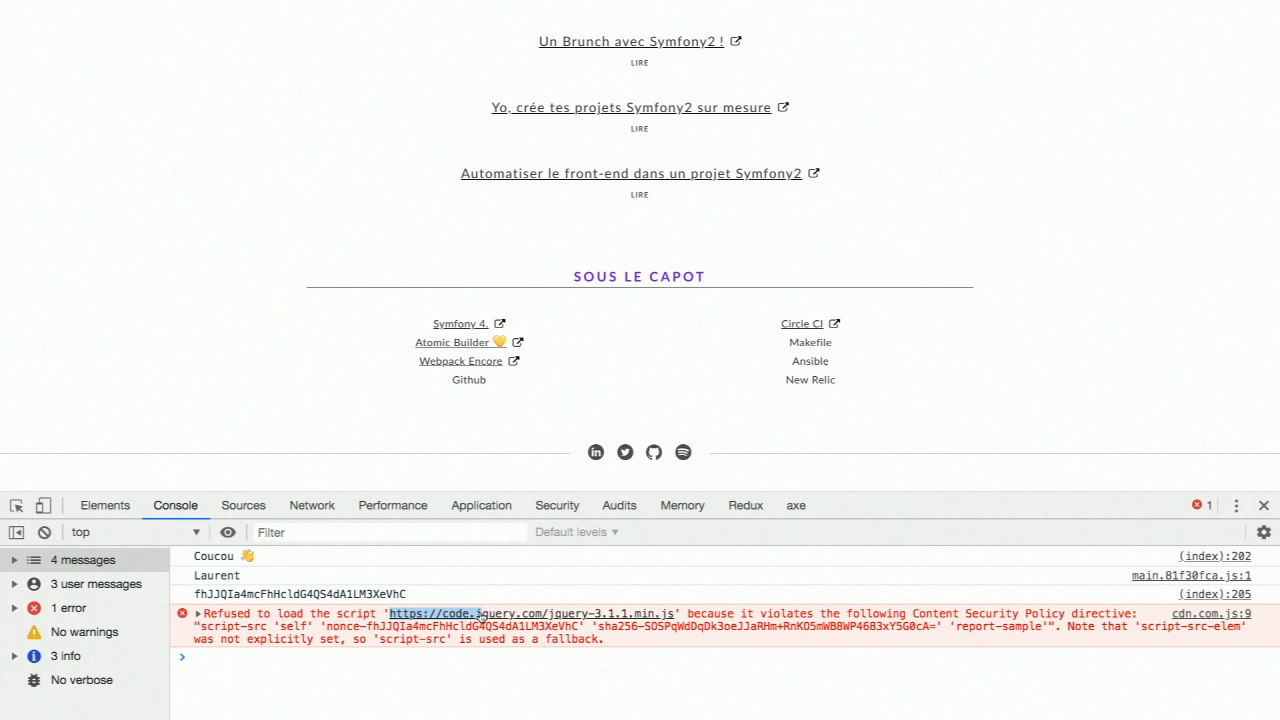 Un Brunch avec Symfony2 !
LIRE
Yo, crée tes projets Symfony2 sur mesure
LIRE
Automatiser le front-end dans un projet Symfony2
LIRE
SOUS LE CAPOT
Symfony 4.
Atomic Builder 💛
Webpack Encore
Github
Circle CI
Makefile
Ansible
New Relic
Elements Console Sources Network Performance Application Security Audits Memory Redux axe 1
top Filter Default levels ▼
4 messages
3 user messages
1 error
No warnings
3 info
No verbose
Coucou 👋 (index):202
Laurent main.81f30fca.js:1
fhJJQIa4mcFhHcldG4QS4dA1LM3XeVhC (index):205
Refused to load the script 'https://code.jquery.com/jquery-3.1.1.min.js' because it violates the following Content Security Policy directive: cdn.com.js:9
"script-src 'self' 'nonce-fhJJQIa4mcFhHcldG4QS4dA1LM3XeVhC' 'sha256-SOSPqWdDqDk3oeJJaRHm+RnKO5mWB8WP4683xY5G0cA=' 'report-sample'". Note that 'script-src-elem'
was not explicitly set, so 'script-src' is used as a fallback.